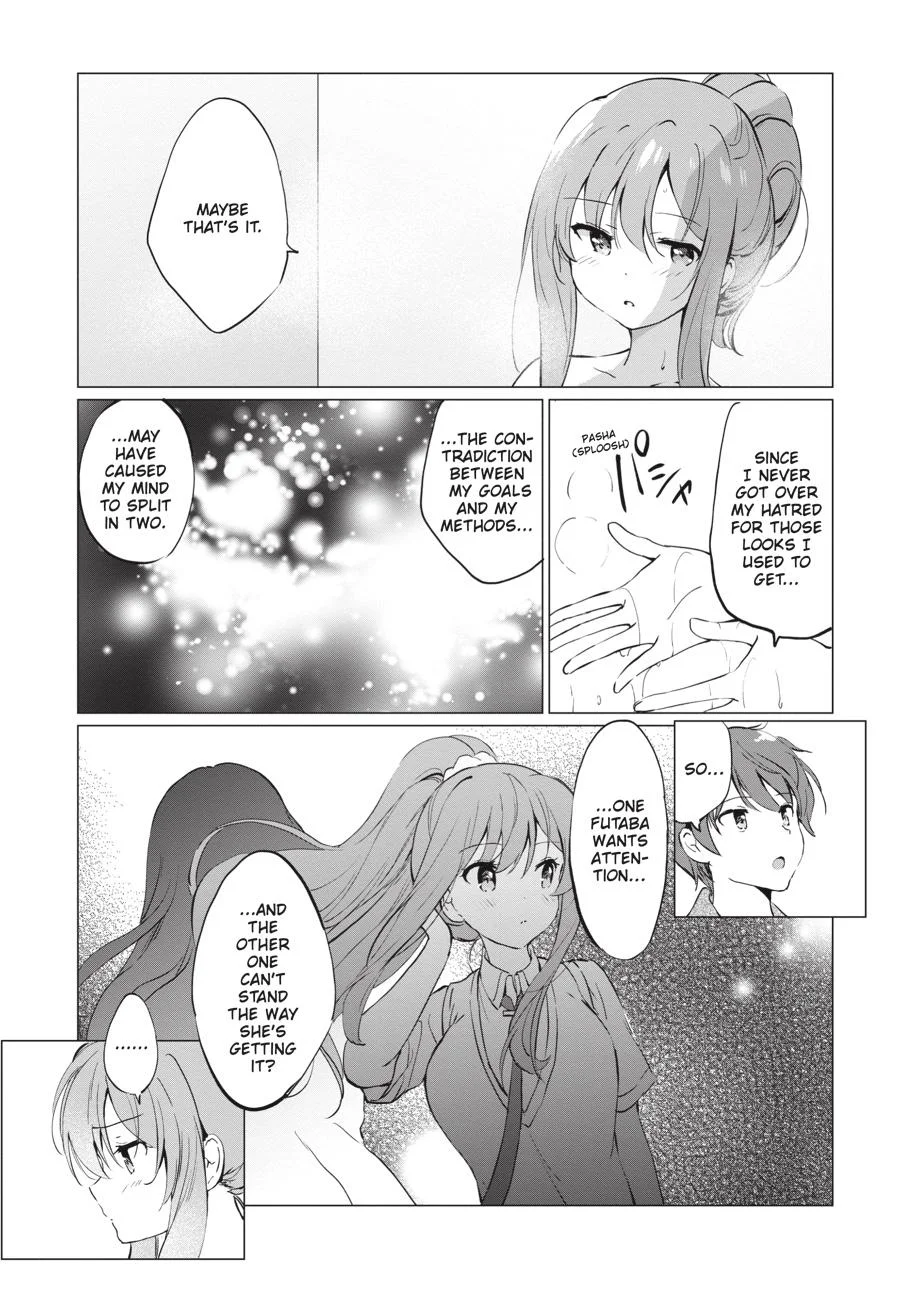 MAYBE
THAT'S IT.
SINCE
I NEVER
GOT OVER
MY HATRED
FOR THOSE
LOOKS I
USED TO
GET...
PASHA
(SPLOOSH)
パシャ
...THE CON-
TRADICTION
BETWEEN
MY GOALS
AND MY
METHODS...
...MAY
HAVE
CAUSED
MY MIND
TO SPLIT
IN TWO.
SO...
...ONE
FUTABA
WANTS
ATTEN-
TION...
...AND
THE
OTHER
ONE
CAN'T
STAND
THE WAY
SHE'S
GETTING
IT?
......